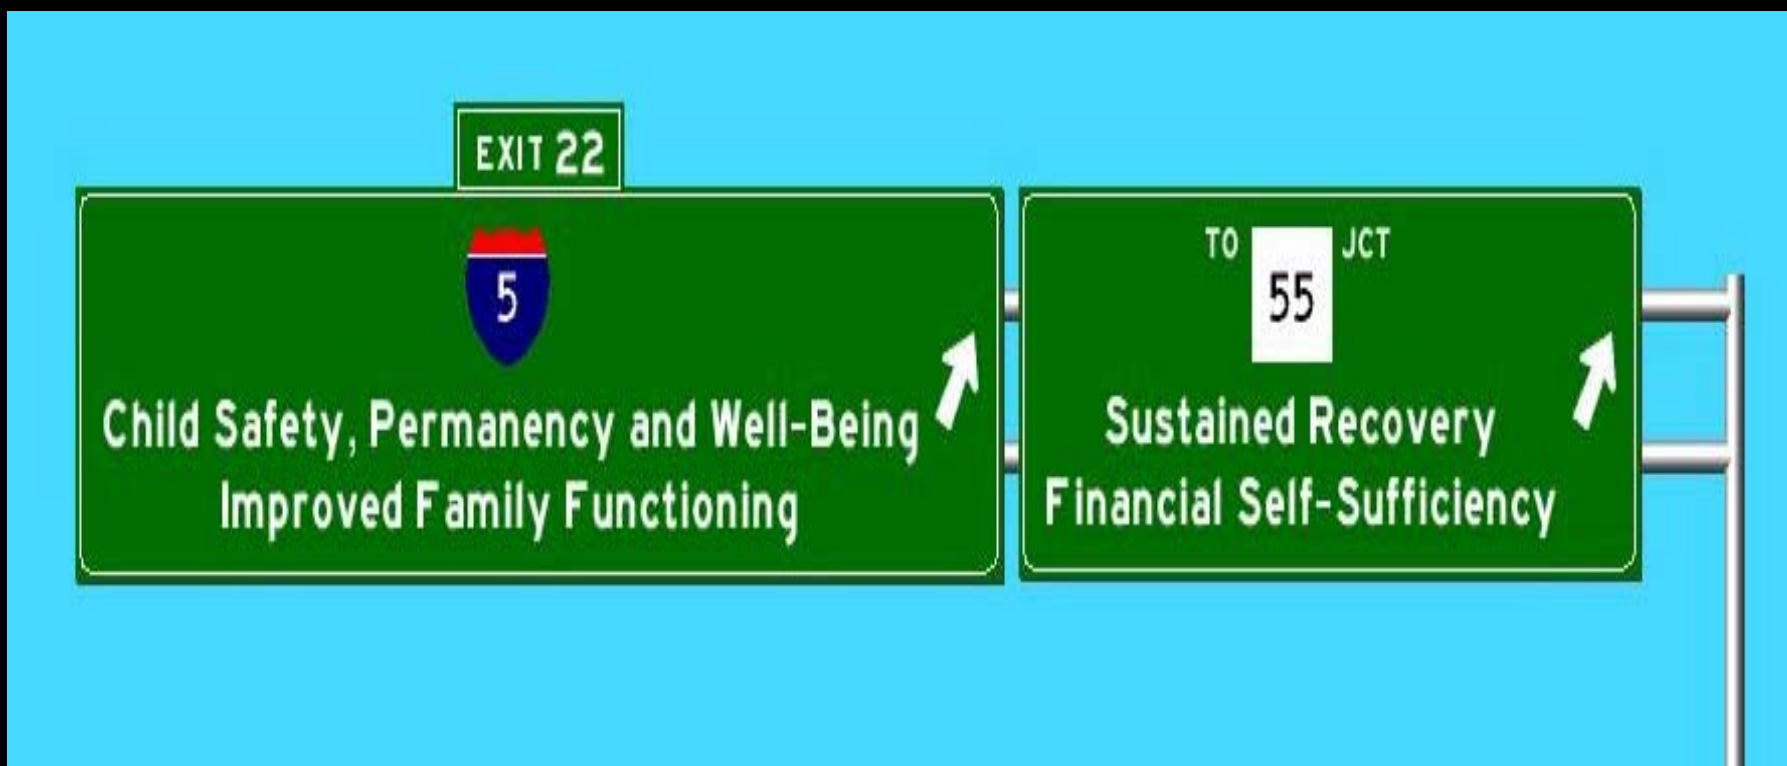 EXIT 22
5
Child Safety, Permanency and Well-Being
Improved Family Functioning
TO 55 JCT
Sustained Recovery
Financial Self-Sufficiency